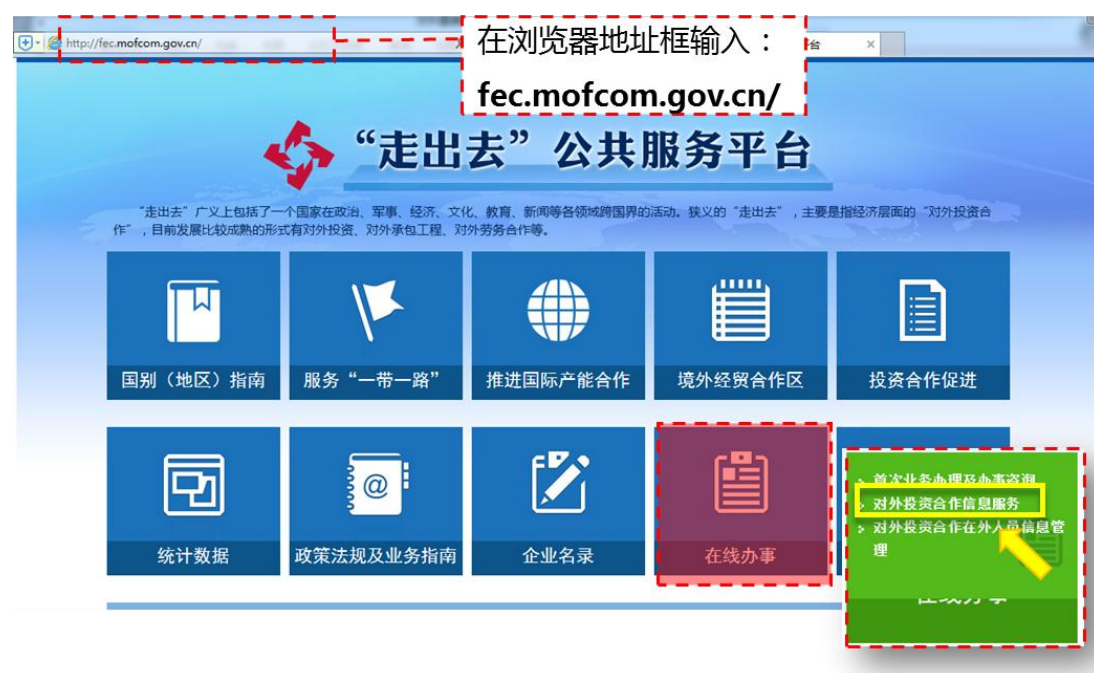 http://fec.mofcom.gov.cn/
在浏览器地址框输入：
台
fec.mofcom.gov.cn/
“走出去”公共服务平台
“走出去”广义上包括了一个国家在政治、军事、经济、文化、教育、新闻等各领域跨国界的活动。狭义的“走出去”，主要是指经济层面的“对外投资合
作”，目前发展比较成熟的形式有对外投资、对外承包工程、对外劳务合作等。
国别（地区）指南
服务“一带一路”
推进国际产能合作
境外经贸合作区
投资合作促进
统计数据
政策法规及业务指南
@
企业名录
在线办事
首次业务办理及办事咨询
对外投资合作信息服务
对外投资合作在外人员信息管
理
在线办事